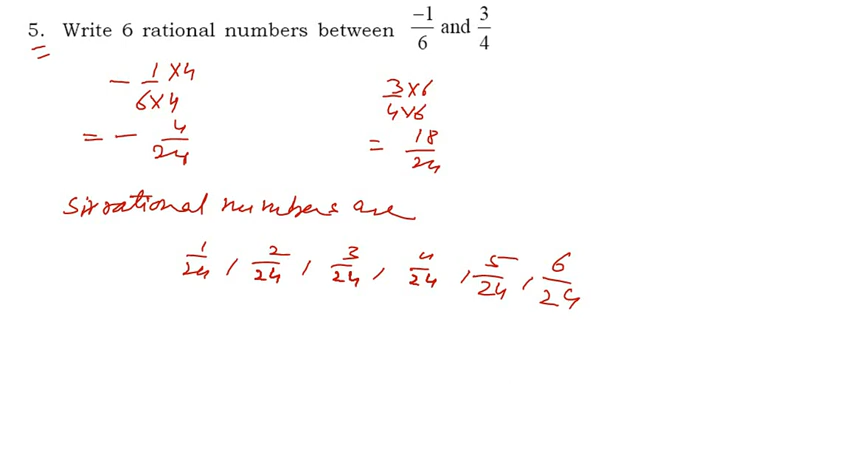 5. Write 6 rational numbers between -1/6 and 3/4
- 1×4/6×4
3×6/4×6
= - 4/24
= 18/24
Six rational numbers are
1/24, 2/24, 3/24, 4/24, 5/24, 6/24